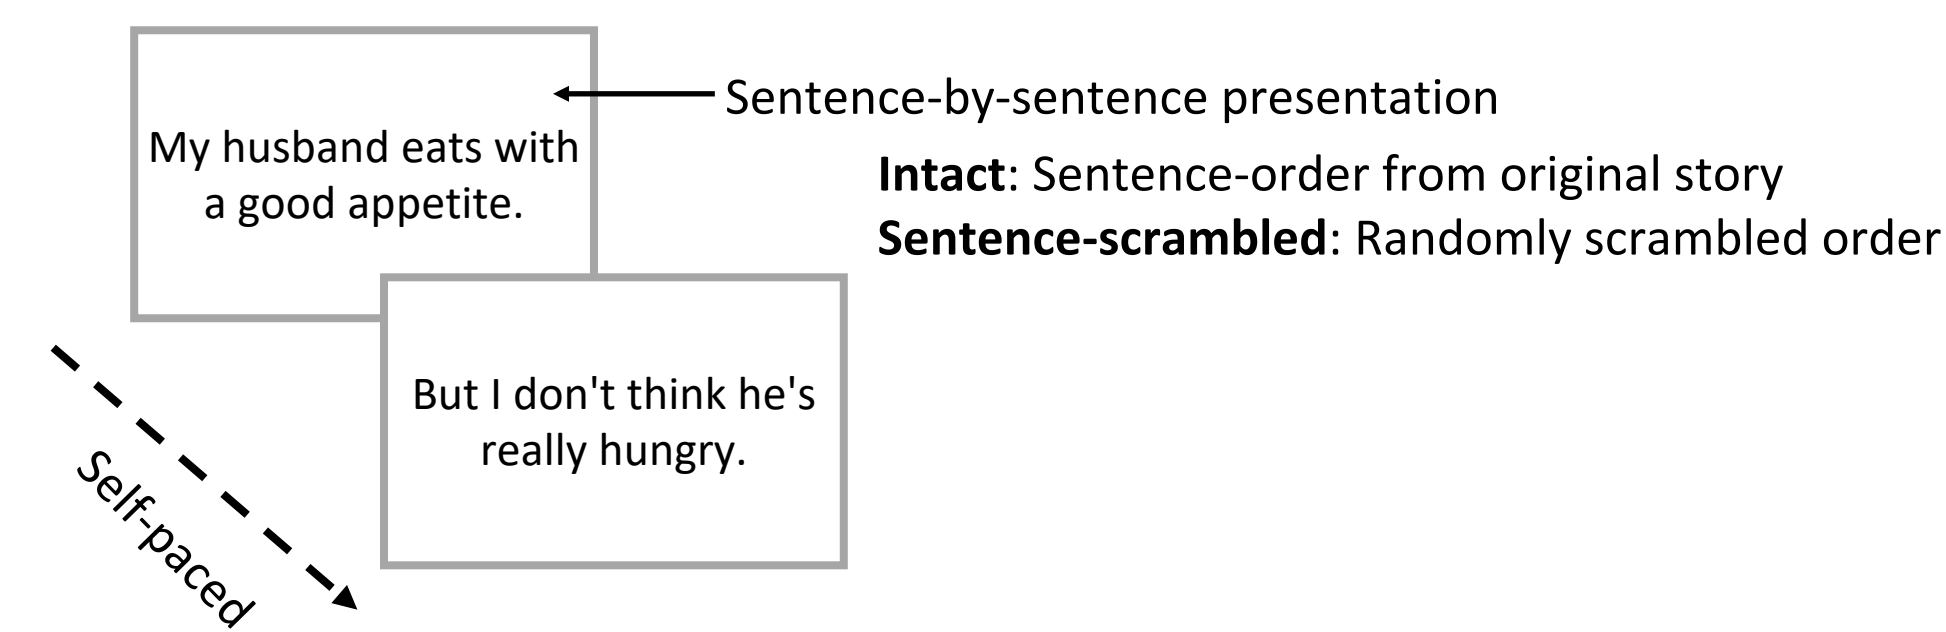 Sentence-by-sentence presentation
My husband eats with
a good appetite.
Intact: Sentence-order from original story
Sentence-scrambled: Randomly scrambled order
But I don't think he's
really hungry.
Self-paced